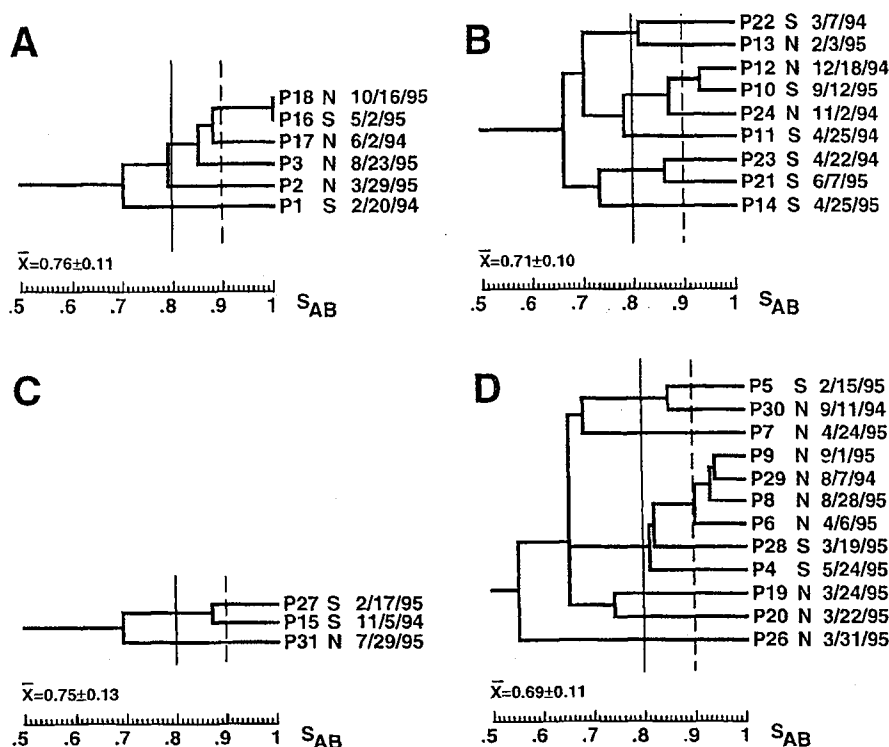 A
P18 N 10/16/95
P16 S 5/2/95
P17 N 6/2/94
P3 N 8/23/95
P2 N 3/29/95
P1 S 2/20/94
X̅=0.76±0.11
.5 .6 .7 .8 .9 1 SAB
B
P22 S 3/7/94
P13 N 2/3/95
P12 N 12/18/94
P10 S 9/12/95
P24 N 11/2/94
P11 S 4/25/94
P23 S 4/22/94
P21 S 6/7/95
P14 S 4/25/95
X̅=0.71±0.10
.5 .6 .7 .8 .9 1 SAB
C
P27 S 2/17/95
P15 S 11/5/94
P31 N 7/29/95
X̅=0.75±0.13
.5 .6 .7 .8 .9 1 SAB
D
P5 S 2/15/95
P30 N 9/11/94
P7 N 4/24/95
P9 N 9/1/95
P29 N 8/7/94
P8 N 8/28/95
P6 N 4/6/95
P28 S 3/19/95
P4 S 5/24/95
P19 N 3/24/95
P20 N 3/22/95
P26 N 3/31/95
X̅=0.69±0.11
.5 .6 .7 .8 .9 1 SAB